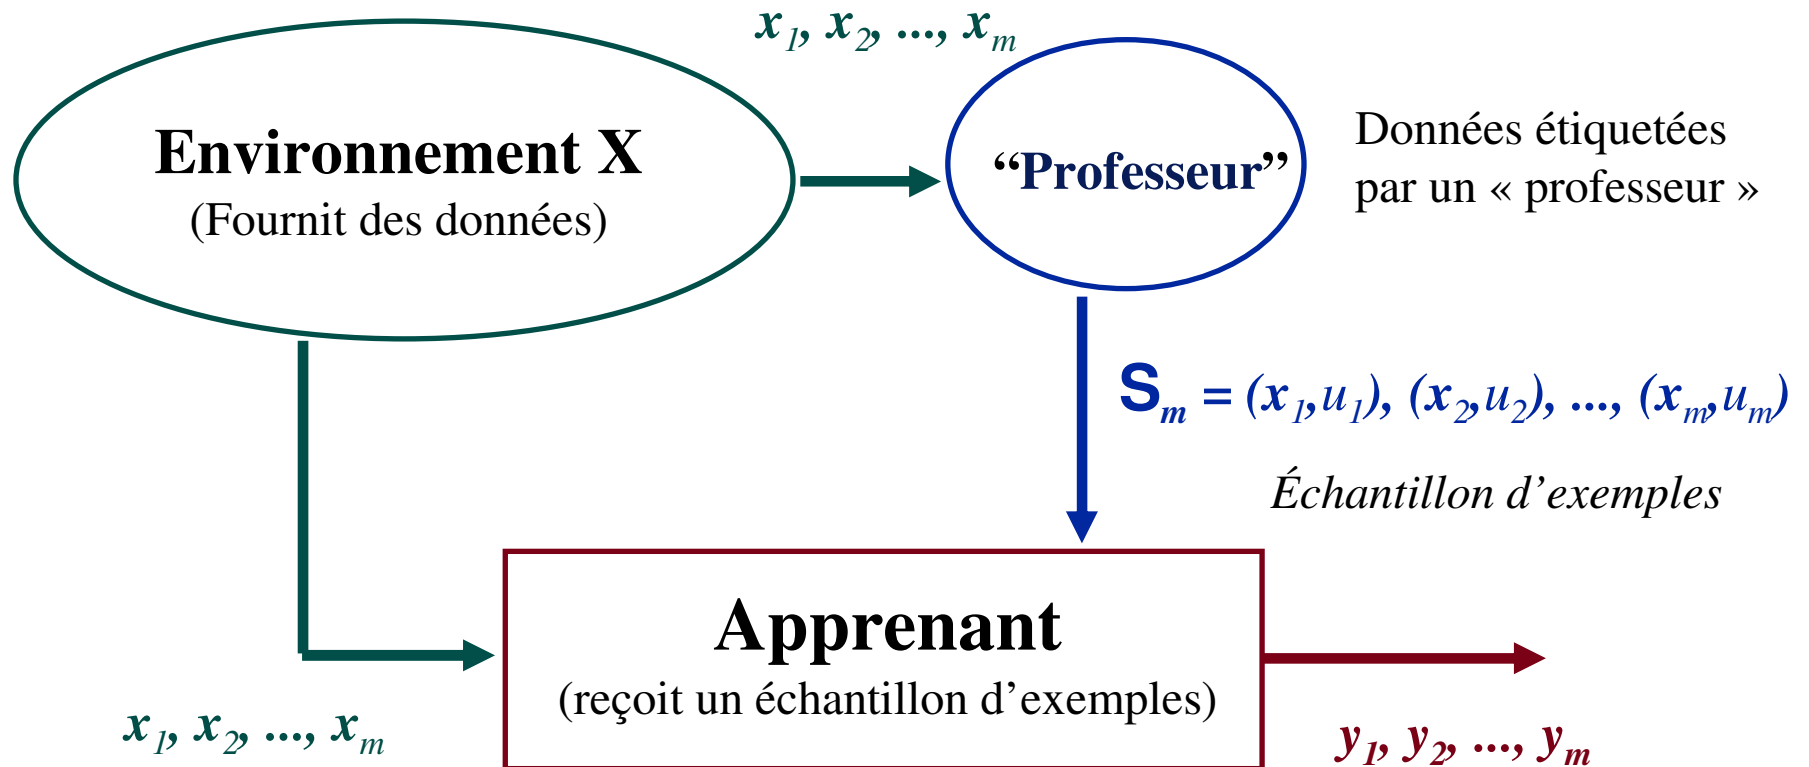 x1, x2, ..., xm
Environnement X
(Fournit des données)
“Professeur”
Données étiquetées
par un « professeur »
Sm = (x1,u1), (x2,u2), ..., (xm,um)
Échantillon d’exemples
Apprenant
(reçoit un échantillon d’exemples)
x1, x2, ..., xm
y1, y2, ..., ym